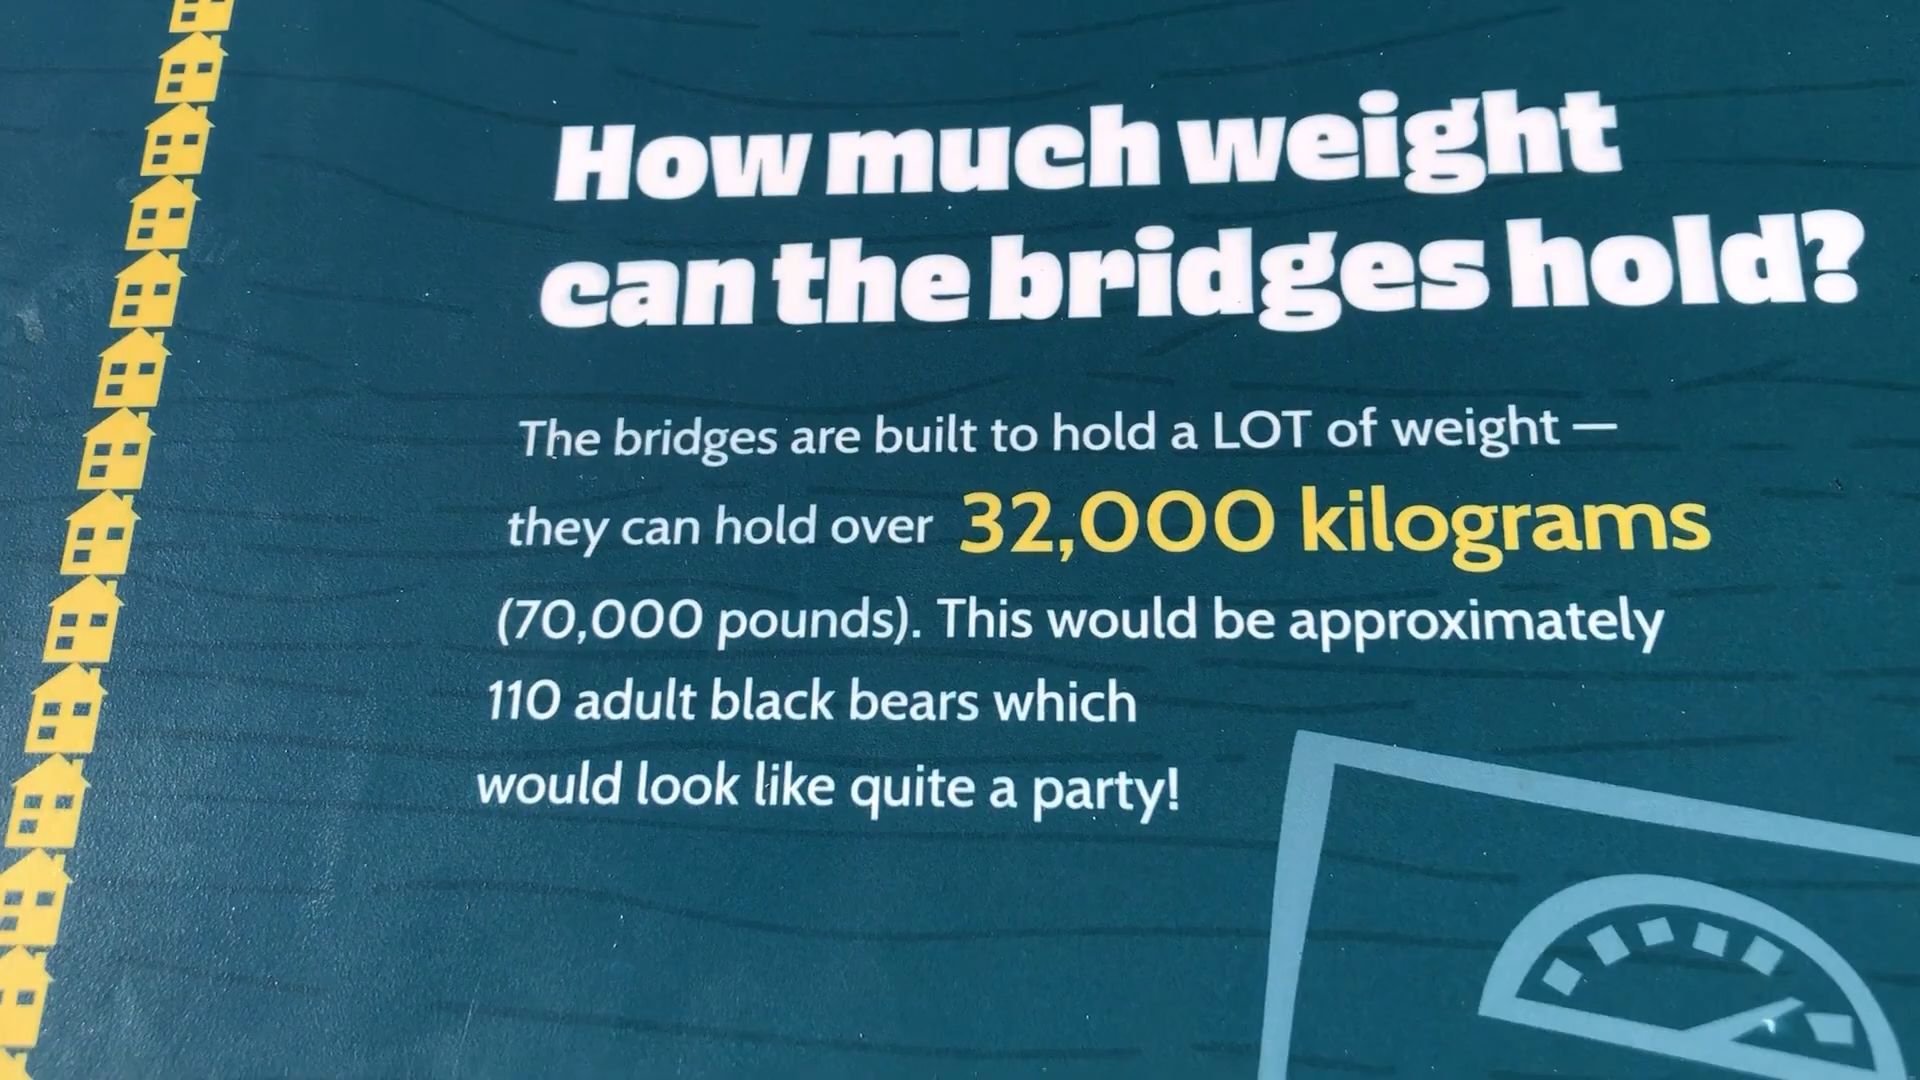 How much weight
can the bridges hold?
The bridges are built to hold a LOT of weight —
they can hold over 32,000 kilograms
(70,000 pounds). This would be approximately
110 adult black bears which
would look like quite a party!